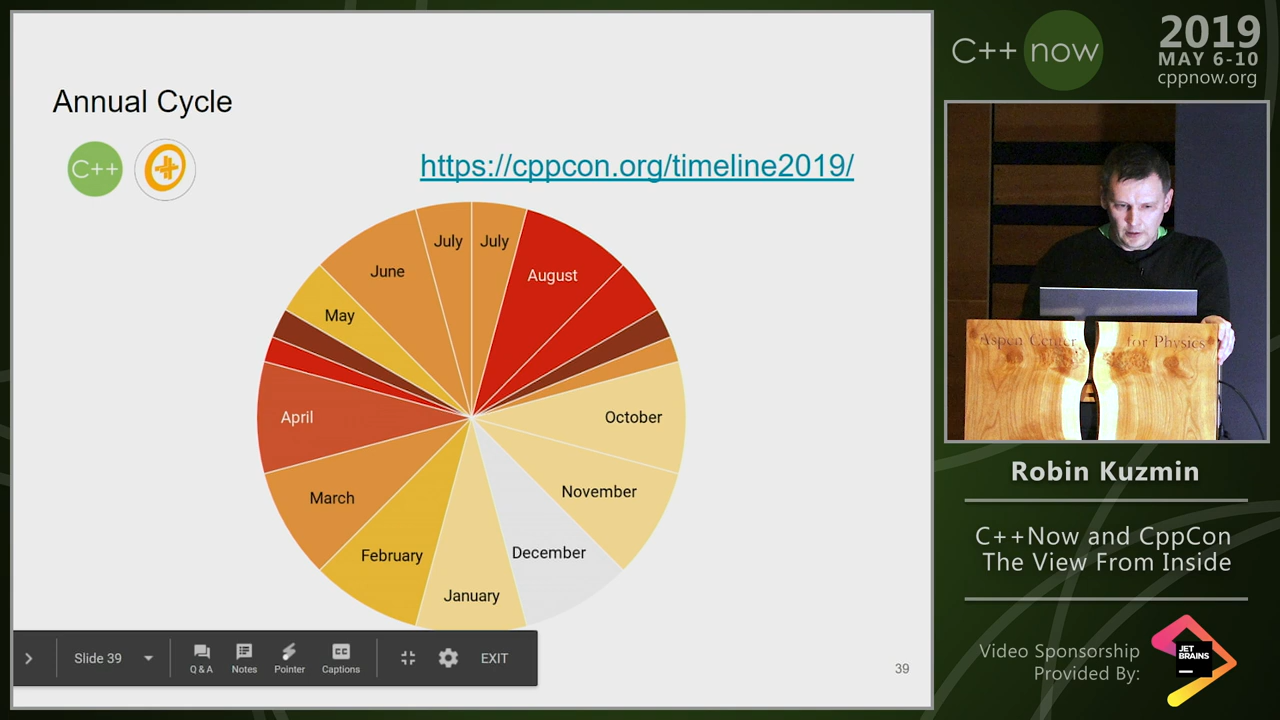 Annual Cycle
C++
https://cppcon.org/timeline2019/
July
July
June
August
May
April
October
March
November
February
December
January
Slide 39
Q & A
Notes
Pointer
Captions
EXIT
39
C++ now
2019
MAY 6-10
cppnow.org
Aspen Center for Physics
Robin Kuzmin
C++Now and CppCon
The View From Inside
Video Sponsorship
Provided By:
JET
BRAINS